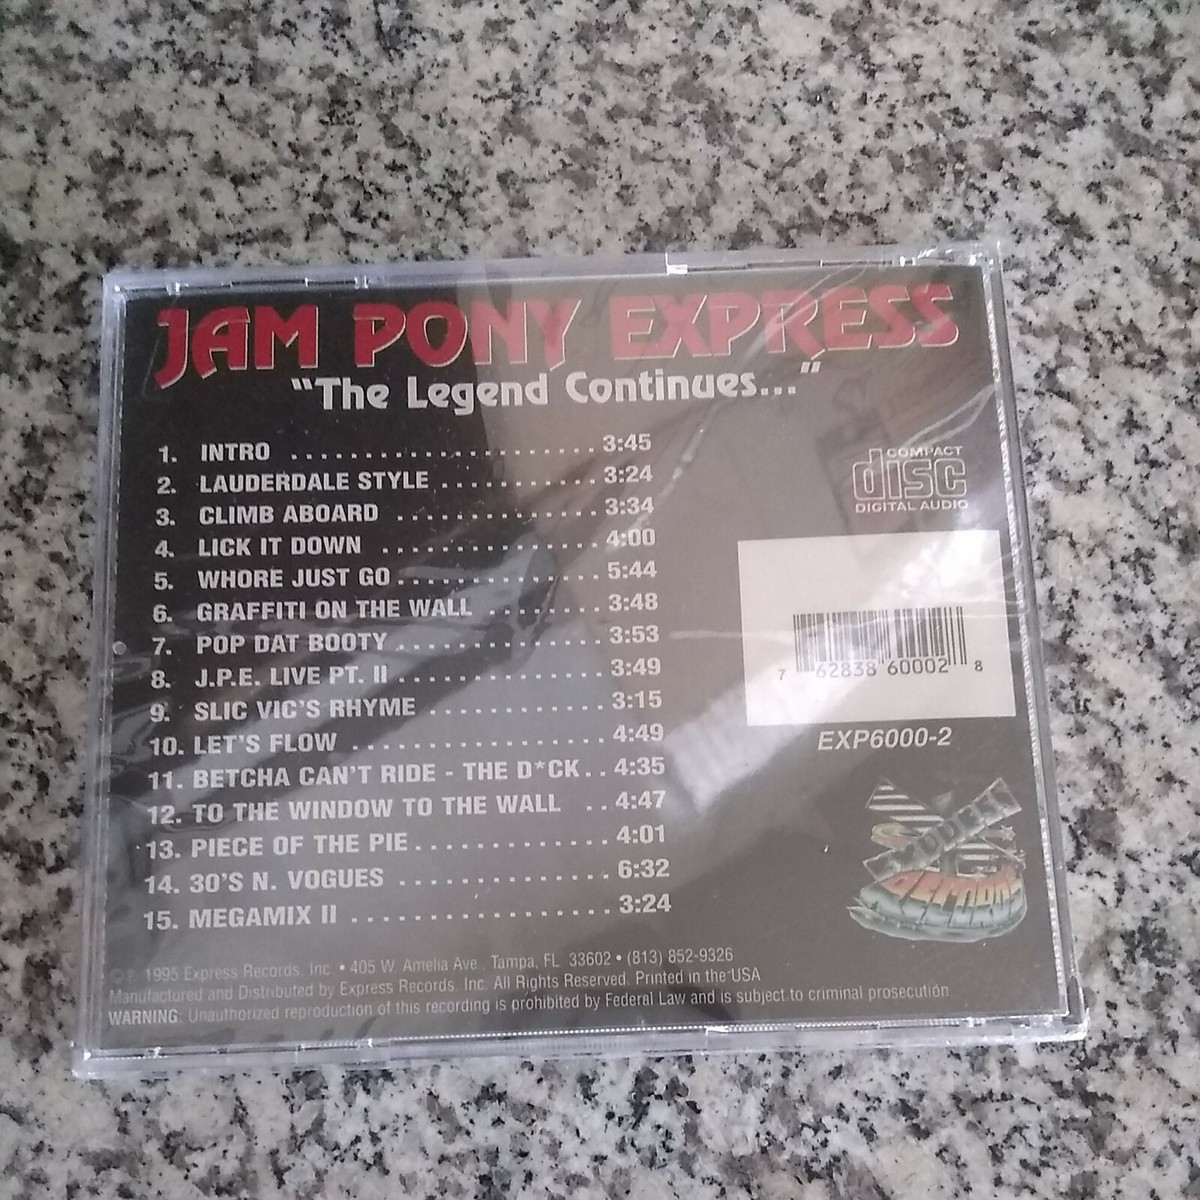 JAM PONY EXPRESS
"The Legend Continues..."
1. INTRO ..................... 3:45
2. LAUDERDALE STYLE ........... 3:24
3. CLIMB ABOARD .............. 3:34
4. LICK IT DOWN ............... 4:00
5. WHORE JUST GO.............. 5:44
6. GRAFFITI ON THE WALL ........ 3:48
7. POP DAT BOOTY.............. 3:53
8. J.P.E. LIVE PT. II.............. 3:49
9. SLIC VIC'S RHYME ............ 3:15
10. LET'S FLOW ................. 4:49
11. BETCHA CAN'T RIDE - THE D*CK.. 4:35
12. TO THE WINDOW TO THE WALL .. 4:47
13. PIECE OF THE PIE............. 4:01
14. 30'S N. VOGUES .............. 6:32
15. MEGAMIX II .................. 3:24
COMPACT
disc
DIGITAL AUDIO
7 62838 60002 8
EXP6000-2
RECORDS
© ℗ 1995 Express Records, Inc. • 405 W. Amelia Ave., Tampa, FL 33602 • (813) 852-9326
Manufactured and Distributed by Express Records, Inc. All Rights Reserved. Printed in the USA
WARNING: Unauthorized reproduction of this recording is prohibited by Federal Law and is subject to criminal prosecution.